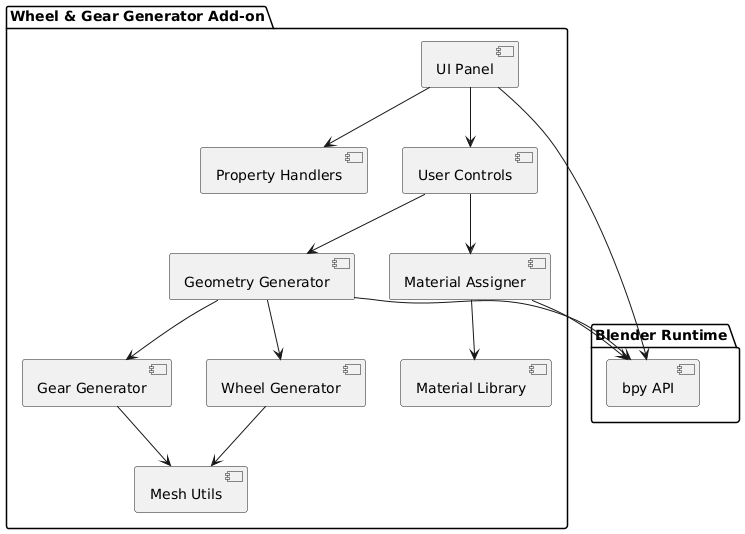 Wheel & Gear Generator Add-on
UI Panel
Property Handlers
User Controls
Geometry Generator
Material Assigner
Blender Runtime
Gear Generator
Wheel Generator
Material Library
bpy API
Mesh Utils